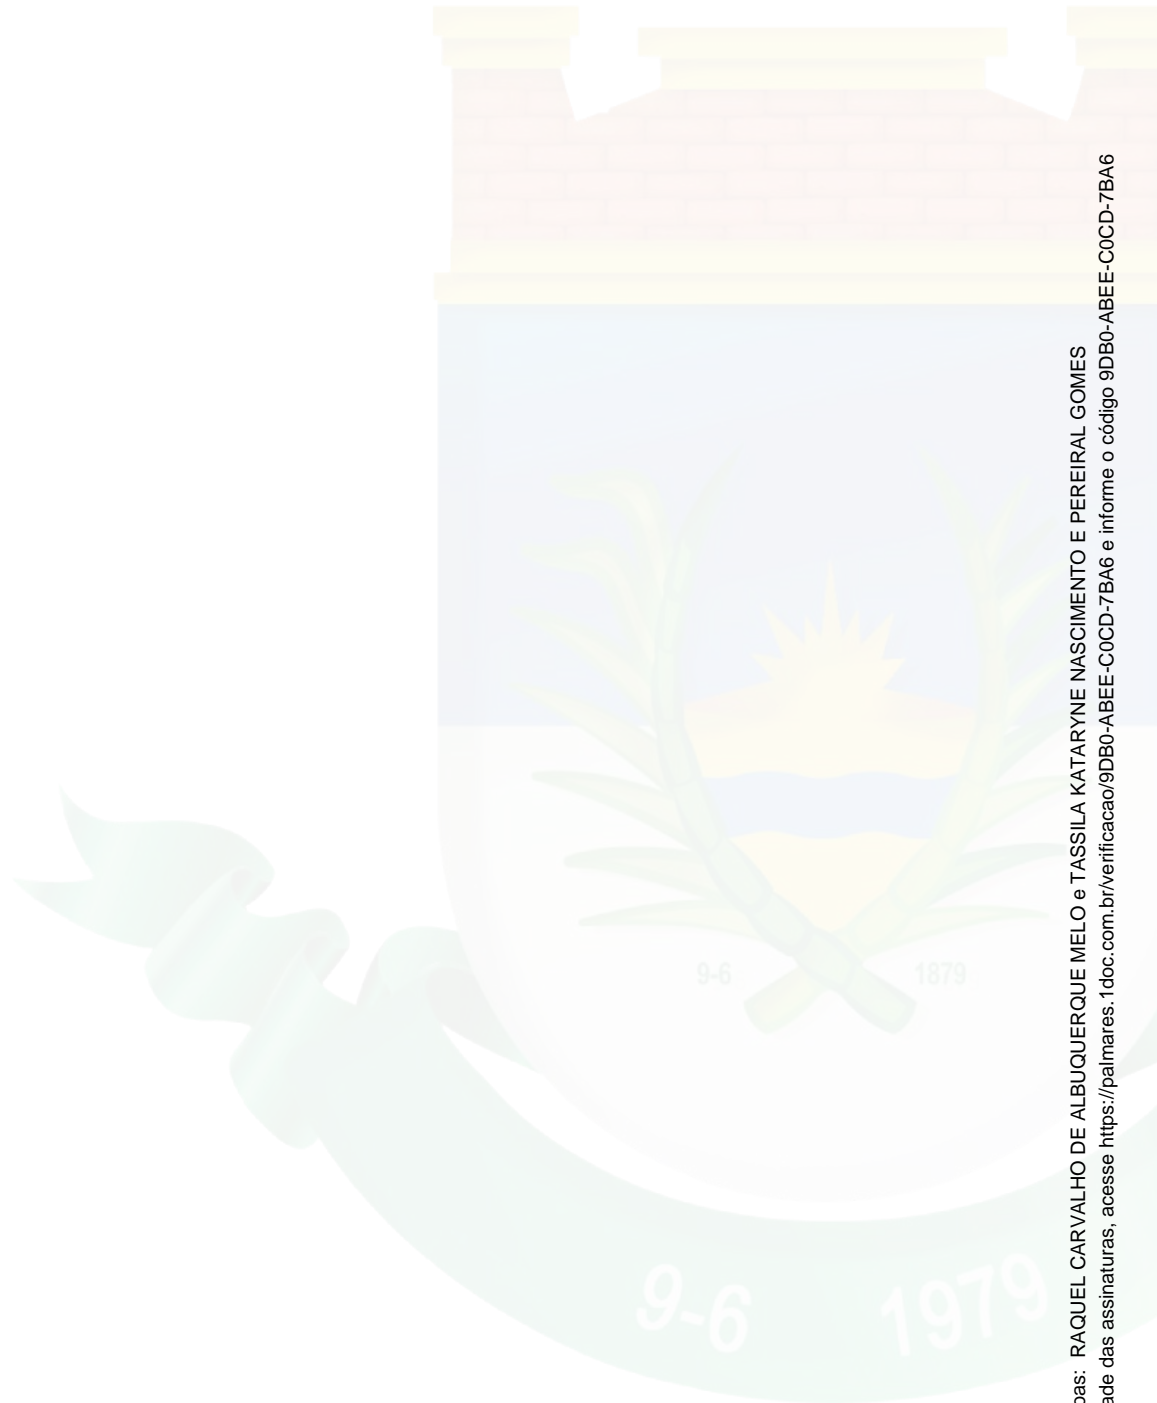 oas: RAQUEL CARVALHO DE ALBUQUERQUE MELO e TASSILA KATARYNE NASCIMENTO E PEREIRAL GOMES
ade das assinaturas, acesse https://palmares.1doc.com.br/verificacao/9DB0-ABEE-C0CD-7BA6 e informe o código 9DB0-ABEE-C0CD-7BA6
9-6 1879
9-6 1979